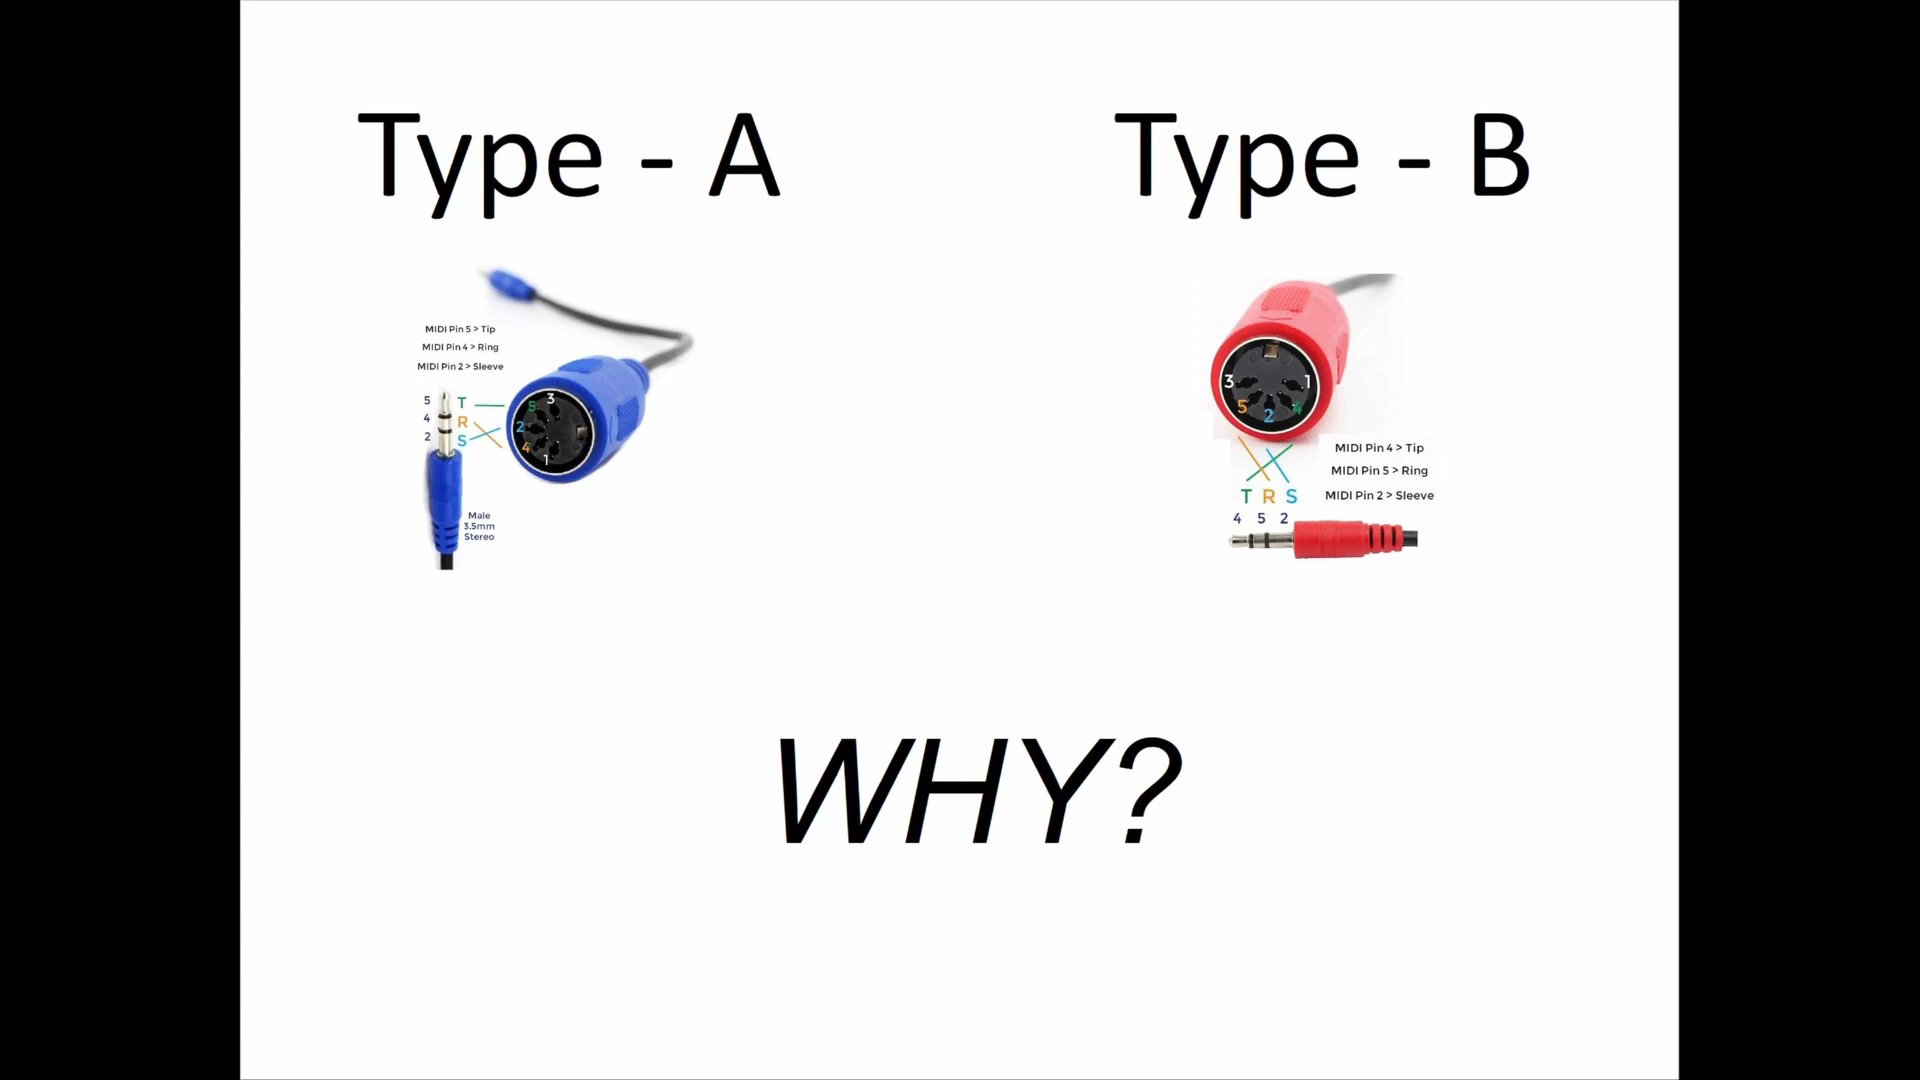 Type - A
Type - B
MIDI Pin 5 > Tip
MIDI Pin 4 > Ring
MIDI Pin 2 > Sleeve
5 T
4 R
2 S
3
5
2
4
1
Male
3.5mm
Stereo
3 1
5 2 4
MIDI Pin 4 > Tip
MIDI Pin 5 > Ring
MIDI Pin 2 > Sleeve
T R S
4 5 2
WHY?